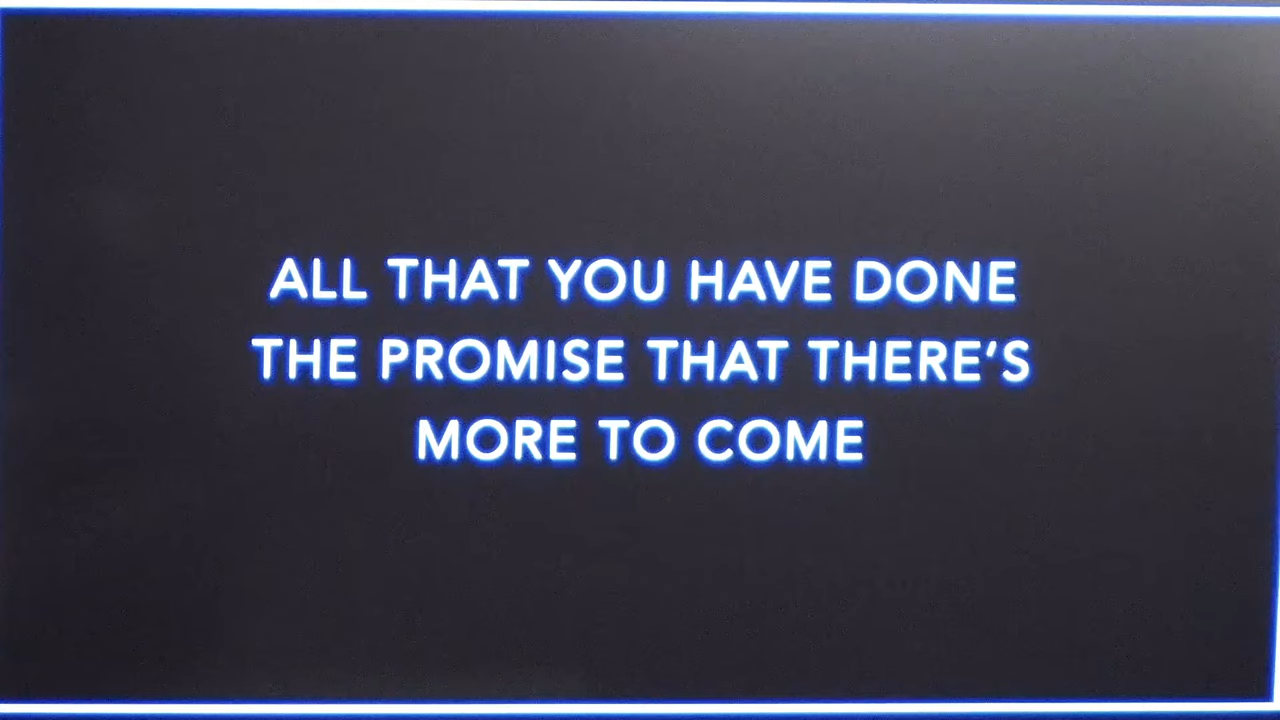 ALL THAT YOU HAVE DONE
THE PROMISE THAT THERE’S
MORE TO COME